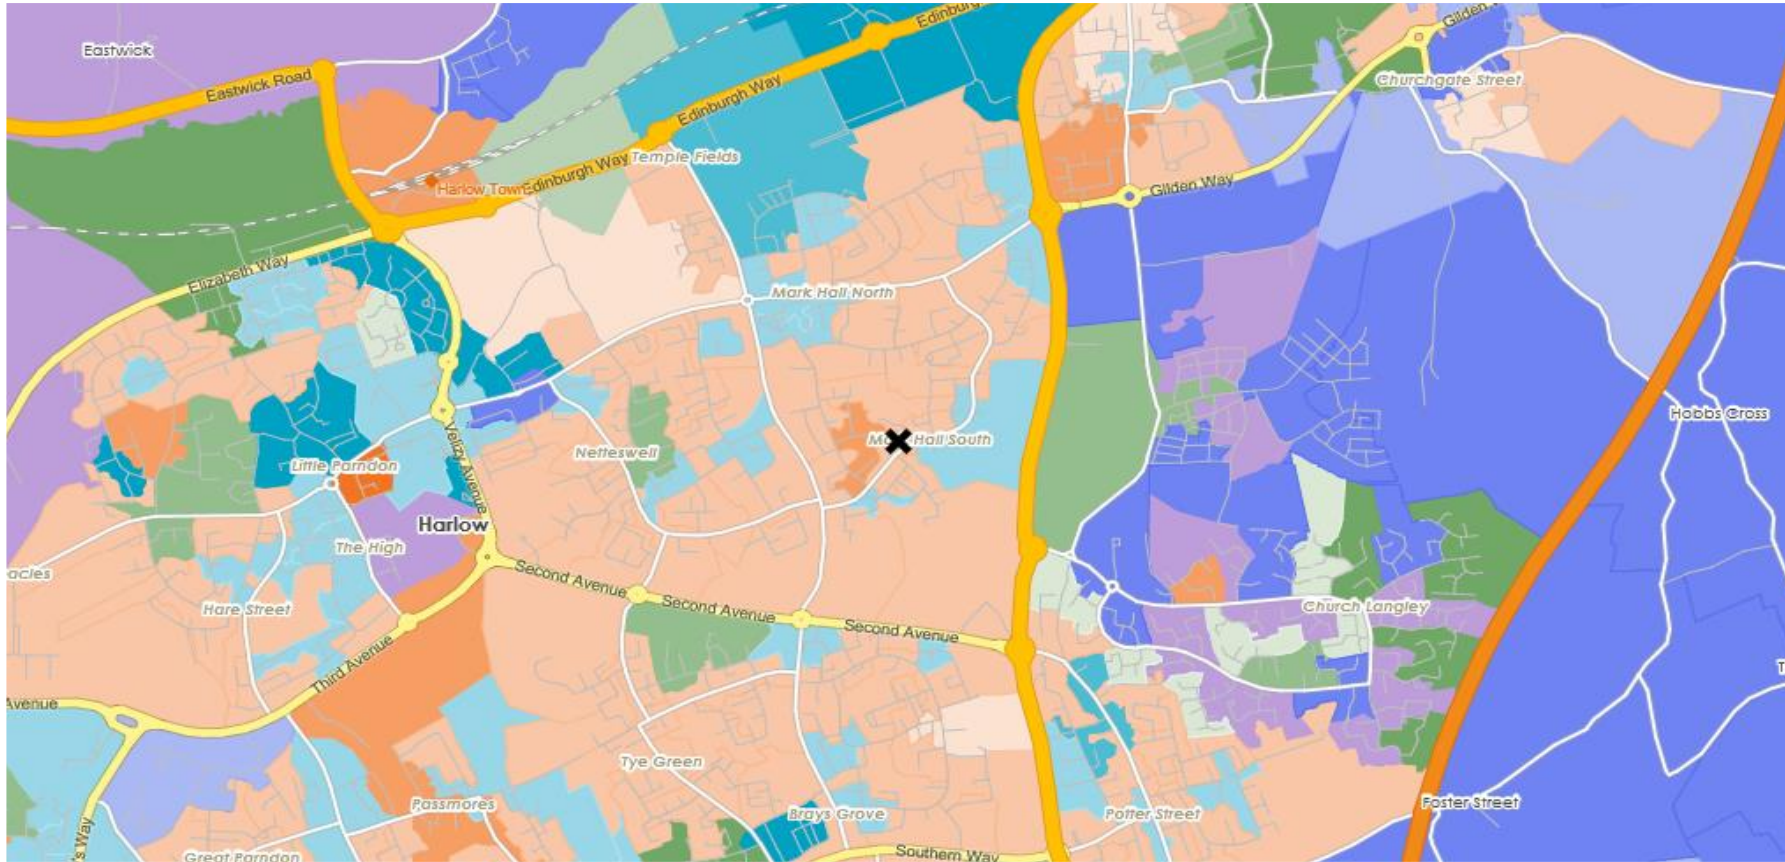 Edinburgh
Gilden
Eastwick
Churchgate Street
Eastwick Road
Edinburgh Way
Edinburgh Way
Temple Fields
Harlow Town
Gilden Way
Elizabeth Way
Mark Hall North
Hobbs Cross
Hall South
Netteswell
Little Parndon
Velizy Avenue
Harlow
The High
acles
Second Avenue
Second Avenue
Second Avenue
Hare Street
Church Langley
Third Avenue
T
Avenue
Tye Green
Passmores
Brays Grove
Potter Street
Foster Street
's Way
Great Parndon
Southern Way